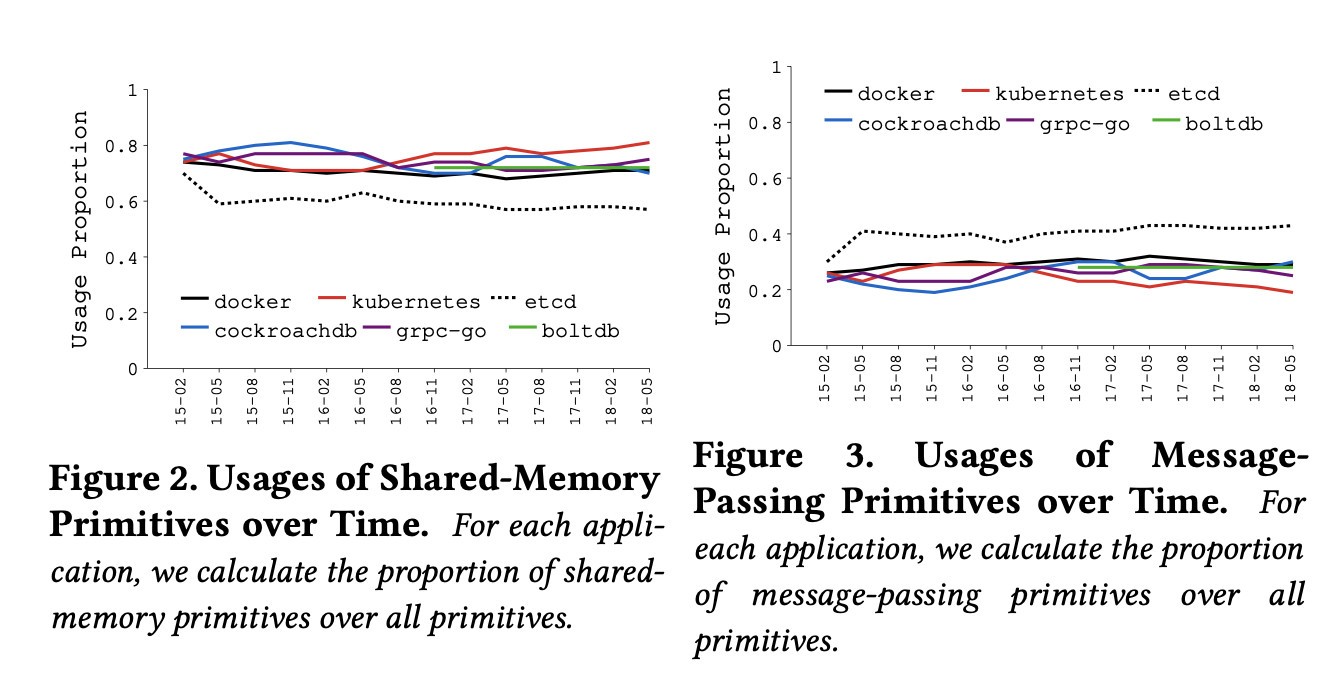 Usage Proportion
1
0.8
0.6
0.4
0.2
0
docker kubernetes etcd
cockroachdb grpc-go boltdb
15-02
15-05
15-08
15-11
16-02
16-05
16-08
16-11
17-02
17-05
17-08
17-11
18-02
18-05
Figure 2. Usages of Shared-Memory
Primitives over Time. For each appli-
cation, we calculate the proportion of shared-
memory primitives over all primitives.
Usage Proportion
1
0.8
0.6
0.4
0.2
0
docker kubernetes etcd
cockroachdb grpc-go boltdb
15-02
15-05
15-08
15-11
16-02
16-05
16-08
16-11
17-02
17-05
17-08
17-11
18-02
18-05
Figure 3. Usages of Message-
Passing Primitives over Time. For
each application, we calculate the proportion
of message-passing primitives over all
primitives.